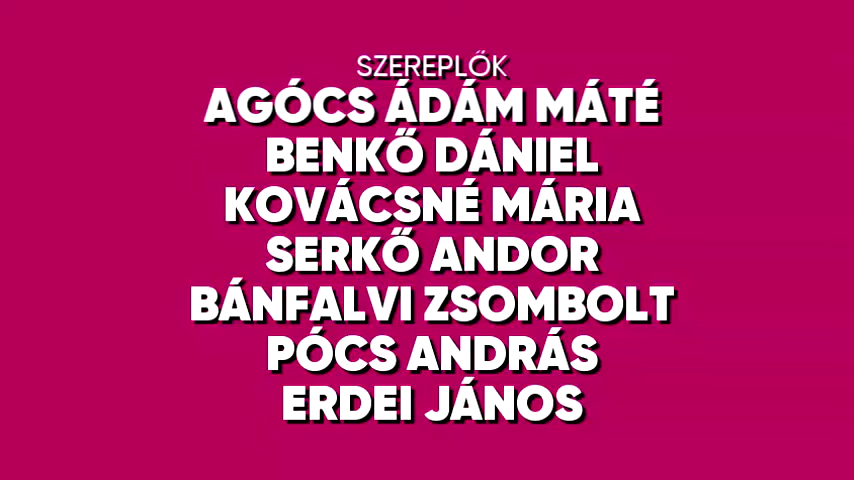 SZEREPLŐK
AGÓCS ÁDÁM MÁTÉ
BENKŐ DÁNIEL
KOVÁCSNÉ MÁRIA
SERKŐ ANDOR
BÁNFALVI ZSOMBOLT
PÓCS ANDRÁS
ERDEI JÁNOS